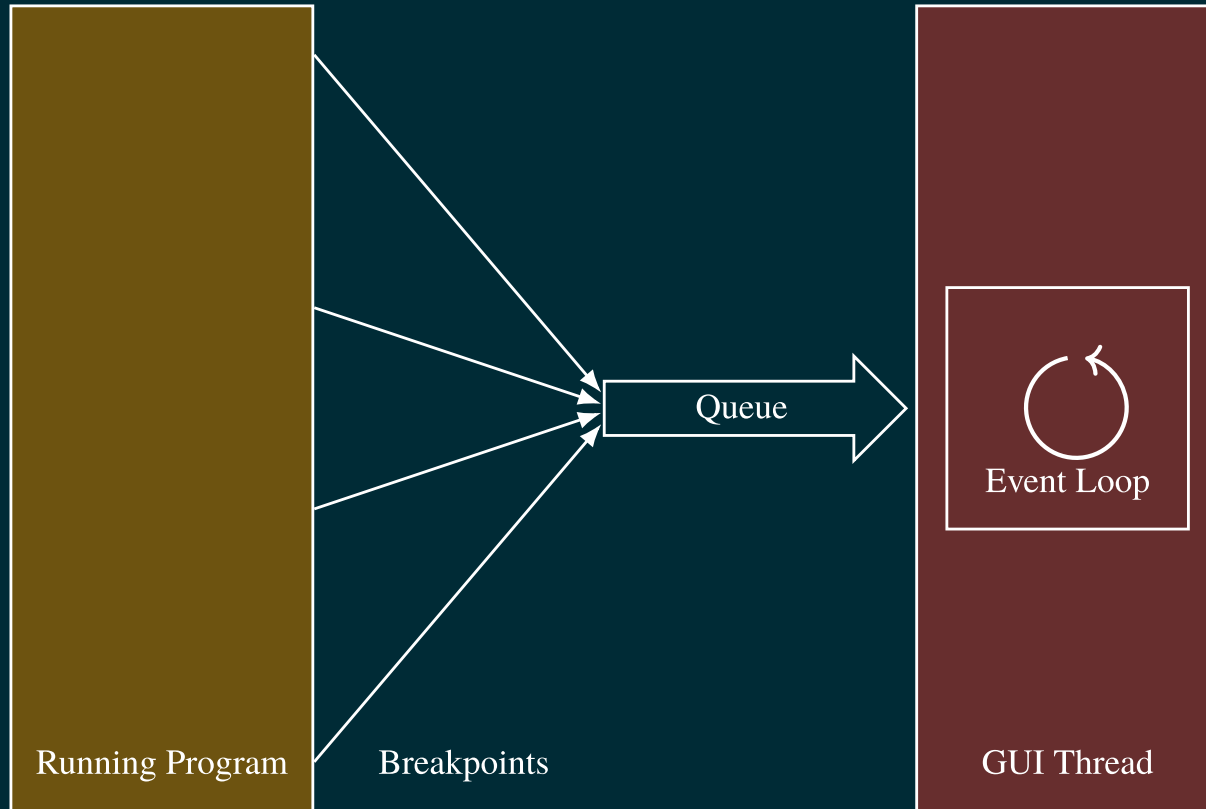 Queue
Event Loop
Running Program
Breakpoints
GUI Thread